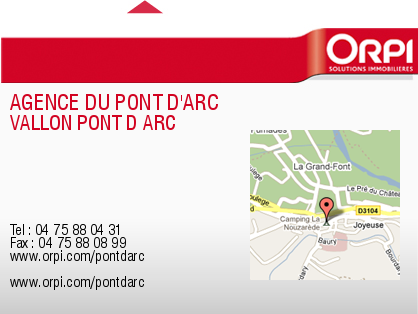 ORPI
SOLUTIONS IMMOBILIÈRES
AGENCE DU PONT D'ARC
VALLON PONT D ARC
Fumades
La Grand-Font
Le Pré du Château
D3104
Camping La
Nouzarède
Joyeuse
Baury
Google
Tel : 04 75 88 04 31
Fax : 04 75 88 08 99
www.orpi.com/pontdarc
www.orpi.com/pontdarc